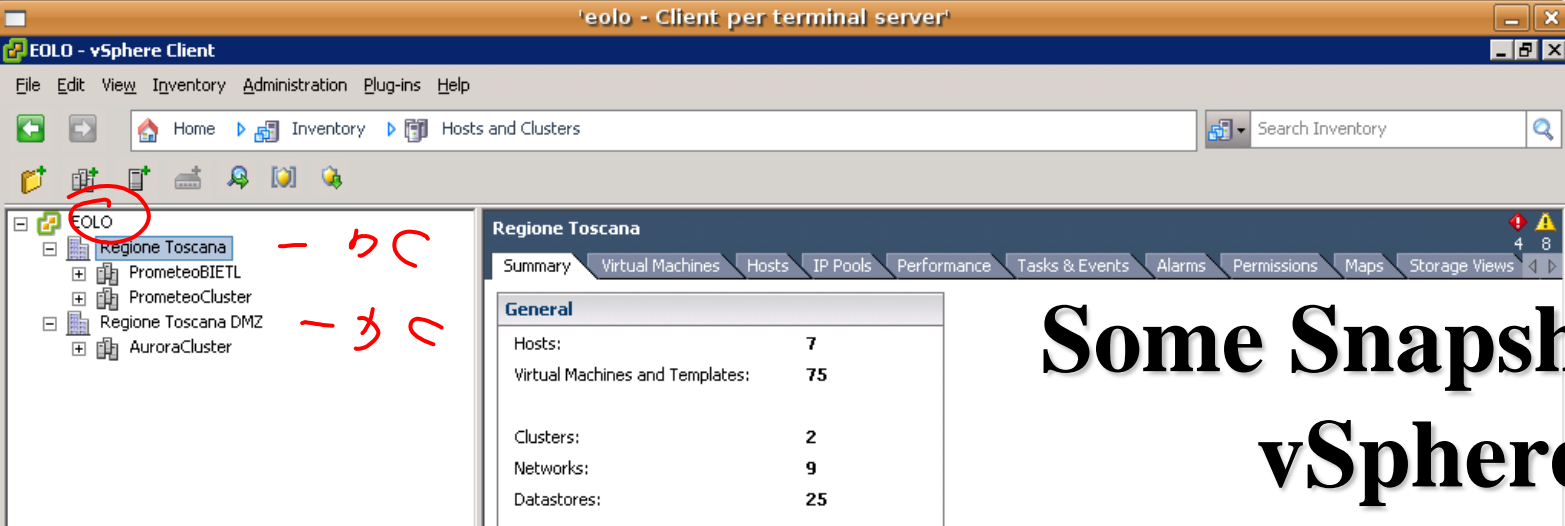 'eolo - Client per terminal server'
EOLO - vSphere Client
File Edit View Inventory Administration Plug-ins Help
Home Inventory Hosts and Clusters Search Inventory
EOLO
Regione Toscana
PrometeoBIETL
PrometeoCluster
Regione Toscana DMZ
AuroraCluster
Regione Toscana
4 8
Summary Virtual Machines Hosts IP Pools Performance Tasks & Events Alarms Permissions Maps Storage Views
General
Hosts: 7
Virtual Machines and Templates: 75
Clusters: 2
Networks: 9
Datastores: 25
Some Snapsh
vSphere